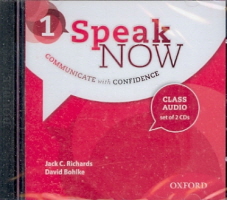 1 Speak
NOW
COMMUNICATE with CONFIDENCE
CLASS
AUDIO
set of 2 CDs
Jack C. Richards
David Bohlke
OXFORD